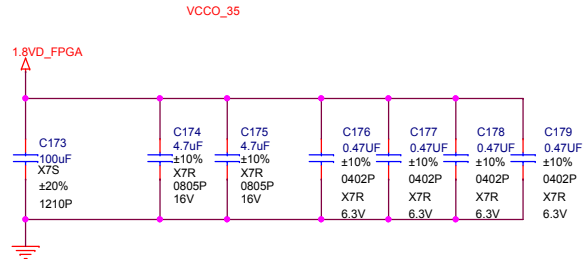 VCCO_35
1.8VD_FPGA
C173
100uF
X7S
±20%
1210P
C174
4.7uF
±10%
X7R
0805P
16V
C175
4.7uF
±10%
X7R
0805P
16V
C176
0.47UF
±10%
0402P
X7R
6.3V
C177
0.47UF
±10%
0402P
X7R
6.3V
C178
0.47UF
±10%
0402P
X7R
6.3V
C179
0.47UF
±10%
0402P
X7R
6.3V